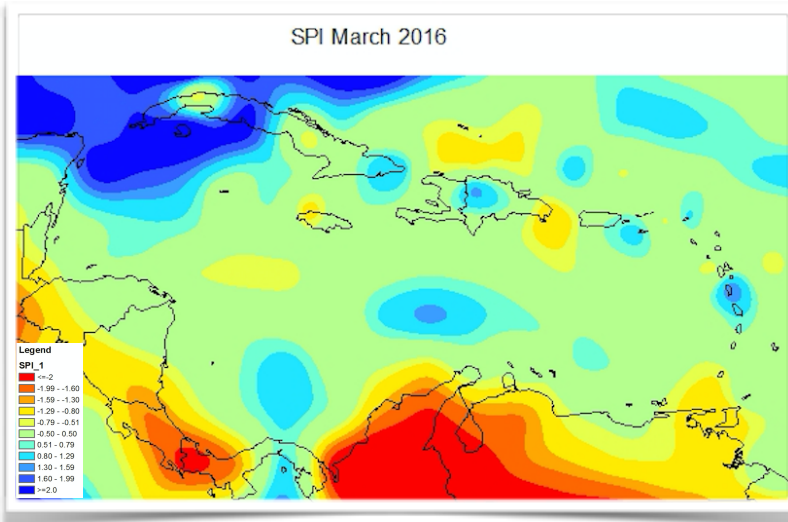 SPI March 2016
Legend
SPI_1
<=-2
-1.99 - -1.60
-1.59 - -1.30
-1.29 - -0.80
-0.79 - -0.51
-0.50 - 0.50
0.51 - 0.79
0.80 - 1.29
1.30 - 1.59
1.60 - 1.99
>=2.0